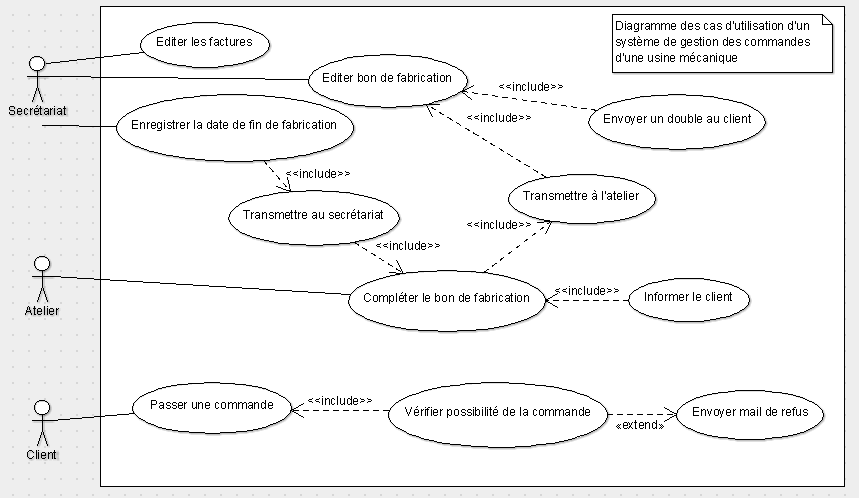 Diagramme des cas d'utilisation d'un
système de gestion des commandes
d'une usine mécanique
Editer les factures
Secrétariat
Editer bon de fabrication
<<include>>
Envoyer un double au client
<<include>>
Enregistrer la date de fin de fabrication
<<include>>
Transmettre à l'atelier
Transmettre au secrétariat
<<include>>
<<include>>
Atelier
Compléter le bon de fabrication
<<include>>
Informer le client
Client
Passer une commande
<<include>>
Vérifier possibilité de la commande
«extend»
Envoyer mail de refus